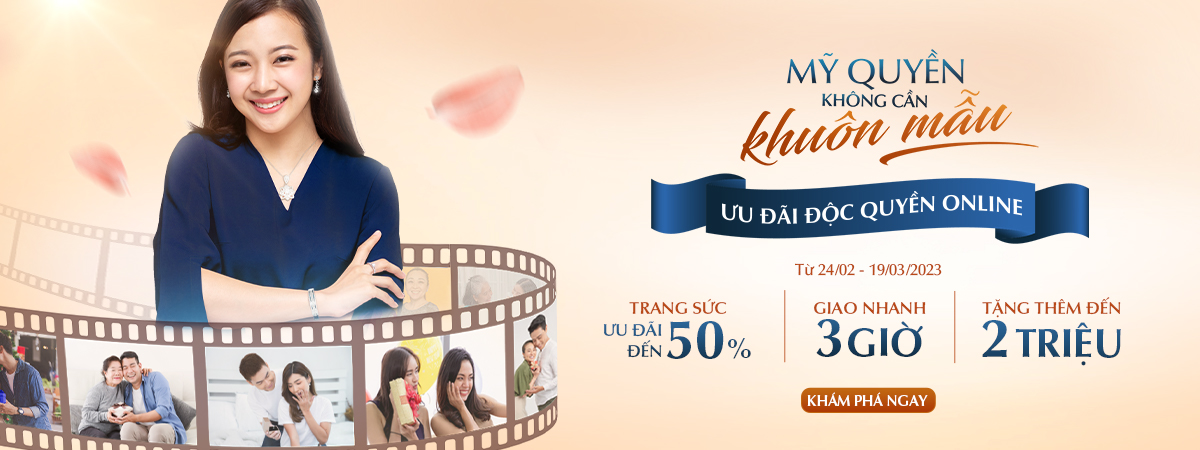 MỸ QUYỀN
KHÔNG CẦN
khuôn mẫu
ƯU ĐÃI ĐỘC QUYỀN ONLINE
Từ 24/02 - 19/03/2023
TRANG SỨC
ƯU ĐÃI
ĐẾN 50%
GIAO NHANH
3 GIỜ
TẶNG THÊM ĐẾN
2 TRIỆU
KHÁM PHÁ NGAY